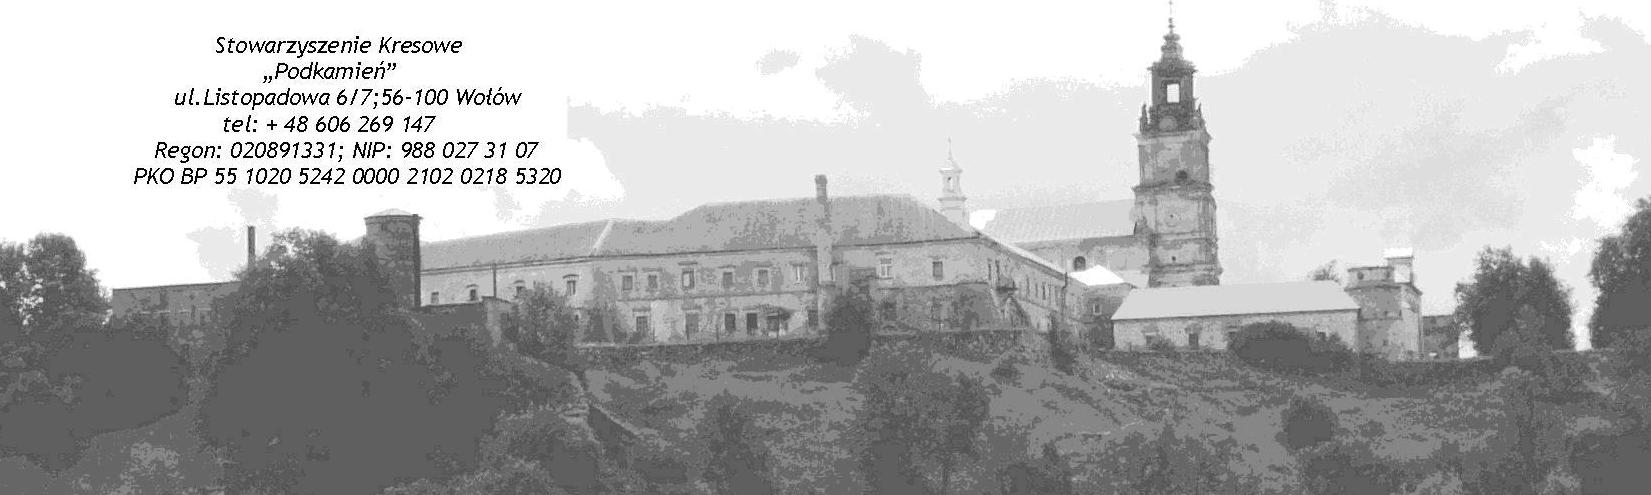 Stowarzyszenie Kresowe
„Podkamień”
ul.Listopadowa 6/7;56-100 Wołów
tel: + 48 606 269 147
Regon: 020891331; NIP: 988 027 31 07
PKO BP 55 1020 5242 0000 2102 0218 5320